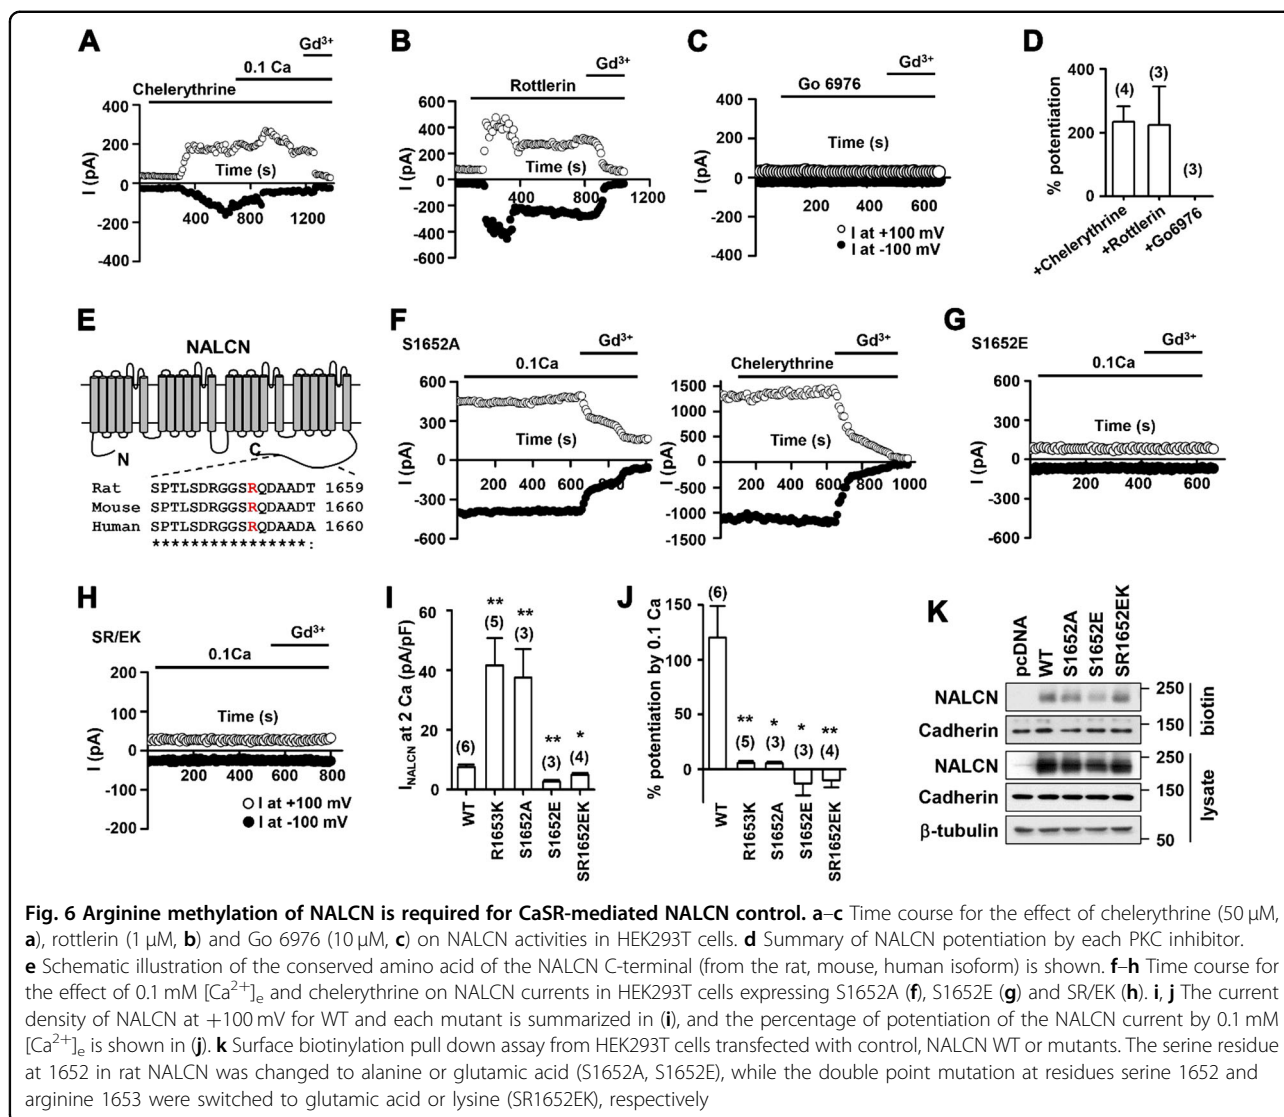 A
Gd³⁺
0.1 Ca
Chelerythrine
400
200
0
-200
-400
I (pA)
Time (s)
400 800 1200
B
Gd³⁺
Rottlerin
600
400
200
0
-200
-400
-600
I (pA)
Time (s)
400 800 1200
C
Gd³⁺
Go 6976
400
200
0
-200
-400
I (pA)
Time (s)
200 400 600
I at +100 mV
I at -100 mV
D
% potentiation
400
200
0
(4)
(3)
(3)
+Chelerythrine
+Rottlerin
+Go6976
E
NALCN
N
C
Rat SPTLSDRGGSRQDAADT 1659
Mouse SPTLSDRGGSRQDAADT 1660
Human SPTLSDRGGSRQDAADA 1660
****************:
F
S1652A
Gd³⁺
0.1Ca
600
300
0
-300
-600
I (pA)
Time (s)
200 400 600
Gd³⁺
Chelerythrine
1500
1000
500
0
-500
-1000
-1500
I (pA)
Time (s)
200 400 600 800 1000
G
S1652E
Gd³⁺
0.1Ca
600
300
0
-300
-600
I (pA)
Time (s)
200 400 600
H
SR/EK
Gd³⁺
0.1Ca
200
100
0
-100
-200
I (pA)
Time (s)
200 400 600 800
I at +100 mV
I at -100 mV
I
I NALCN at 2 Ca (pA/pF)
60
40
20
0
(6)
**
(5)
**
(3)
**
(3)
*
(4)
WT
R1653K
S1652A
S1652E
SR1652EK
J
% potentiation by 0.1 Ca
150
100
50
0
(6)
**
(5)
*
(3)
*
(3)
**
(4)
WT
R1653K
S1652A
S1652E
SR1652EK
K
pcDNA
WT
S1652A
S1652E
SR1652EK
NALCN 250
Cadherin 150
biotin
NALCN 250
Cadherin 150
β-tubulin 50
lysate
Fig. 6 Arginine methylation of NALCN is required for CaSR-mediated NALCN control. a–c Time course for the effect of chelerythrine (50 µM,
a), rottlerin (1 µM, b) and Go 6976 (10 µM, c) on NALCN activities in HEK293T cells. d Summary of NALCN potentiation by each PKC inhibitor.
e Schematic illustration of the conserved amino acid of the NALCN C-terminal (from the rat, mouse, human isoform) is shown. f–h Time course for
the effect of 0.1 mM [Ca²⁺]e and chelerythrine on NALCN currents in HEK293T cells expressing S1652A (f), S1652E (g) and SR/EK (h). i, j The current
density of NALCN at +100 mV for WT and each mutant is summarized in (i), and the percentage of potentiation of the NALCN current by 0.1 mM
[Ca²⁺]e is shown in (j). k Surface biotinylation pull down assay from HEK293T cells transfected with control, NALCN WT or mutants. The serine residue
at 1652 in rat NALCN was changed to alanine or glutamic acid (S1652A, S1652E), while the double point mutation at residues serine 1652 and
arginine 1653 were switched to glutamic acid or lysine (SR1652EK), respectively